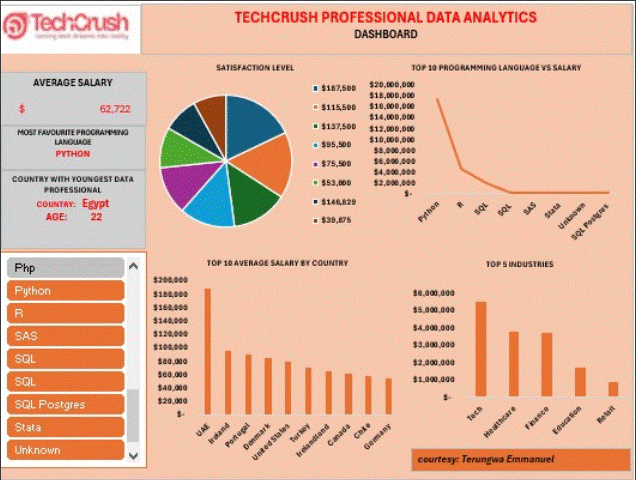 TechCrush
TECHCRUSH PROFESSIONAL DATA ANALYTICS
DASHBOARD
AVERAGE SALARY
$ 62,722
MOST FAVOURITE PROGRAMMING
LANGUAGE
PYTHON
COUNTRY WITH YOUNGEST DATA
PROFESSIONAL
COUNTRY: Egypt
AGE: 22
Php
Python
R
SAS
SQL
SQL
SQL Postgres
Stata
Unknown
SATISFACTION LEVEL
$187,500
$115,500
$137,500
$95,500
$75,500
$53,000
$146,829
$39,875
TOP 10 PROGRAMMING LANGUAGE VS SALARY
$20,000,000
$18,000,000
$16,000,000
$14,000,000
$12,000,000
$10,000,000
$8,000,000
$6,000,000
$4,000,000
$2,000,000
$-
Python
R
SQL
SQL
SAS
Stata
Unknown
SQL Postgres
TOP 10 AVERAGE SALARY BY COUNTRY
$200,000
$180,000
$160,000
$140,000
$120,000
$100,000
$80,000
$60,000
$40,000
$20,000
$-
UAE
Ireland
Portugal
Denmark
United States
Turkey
Irelandland
Canada
Chile
Germany
TOP 5 INDUSTRIES
$6,000,000
$5,000,000
$4,000,000
$3,000,000
$2,000,000
$1,000,000
$-
Tech
Healthcare
Finance
Education
Retail
courtesy: Terungwa Emmanuel